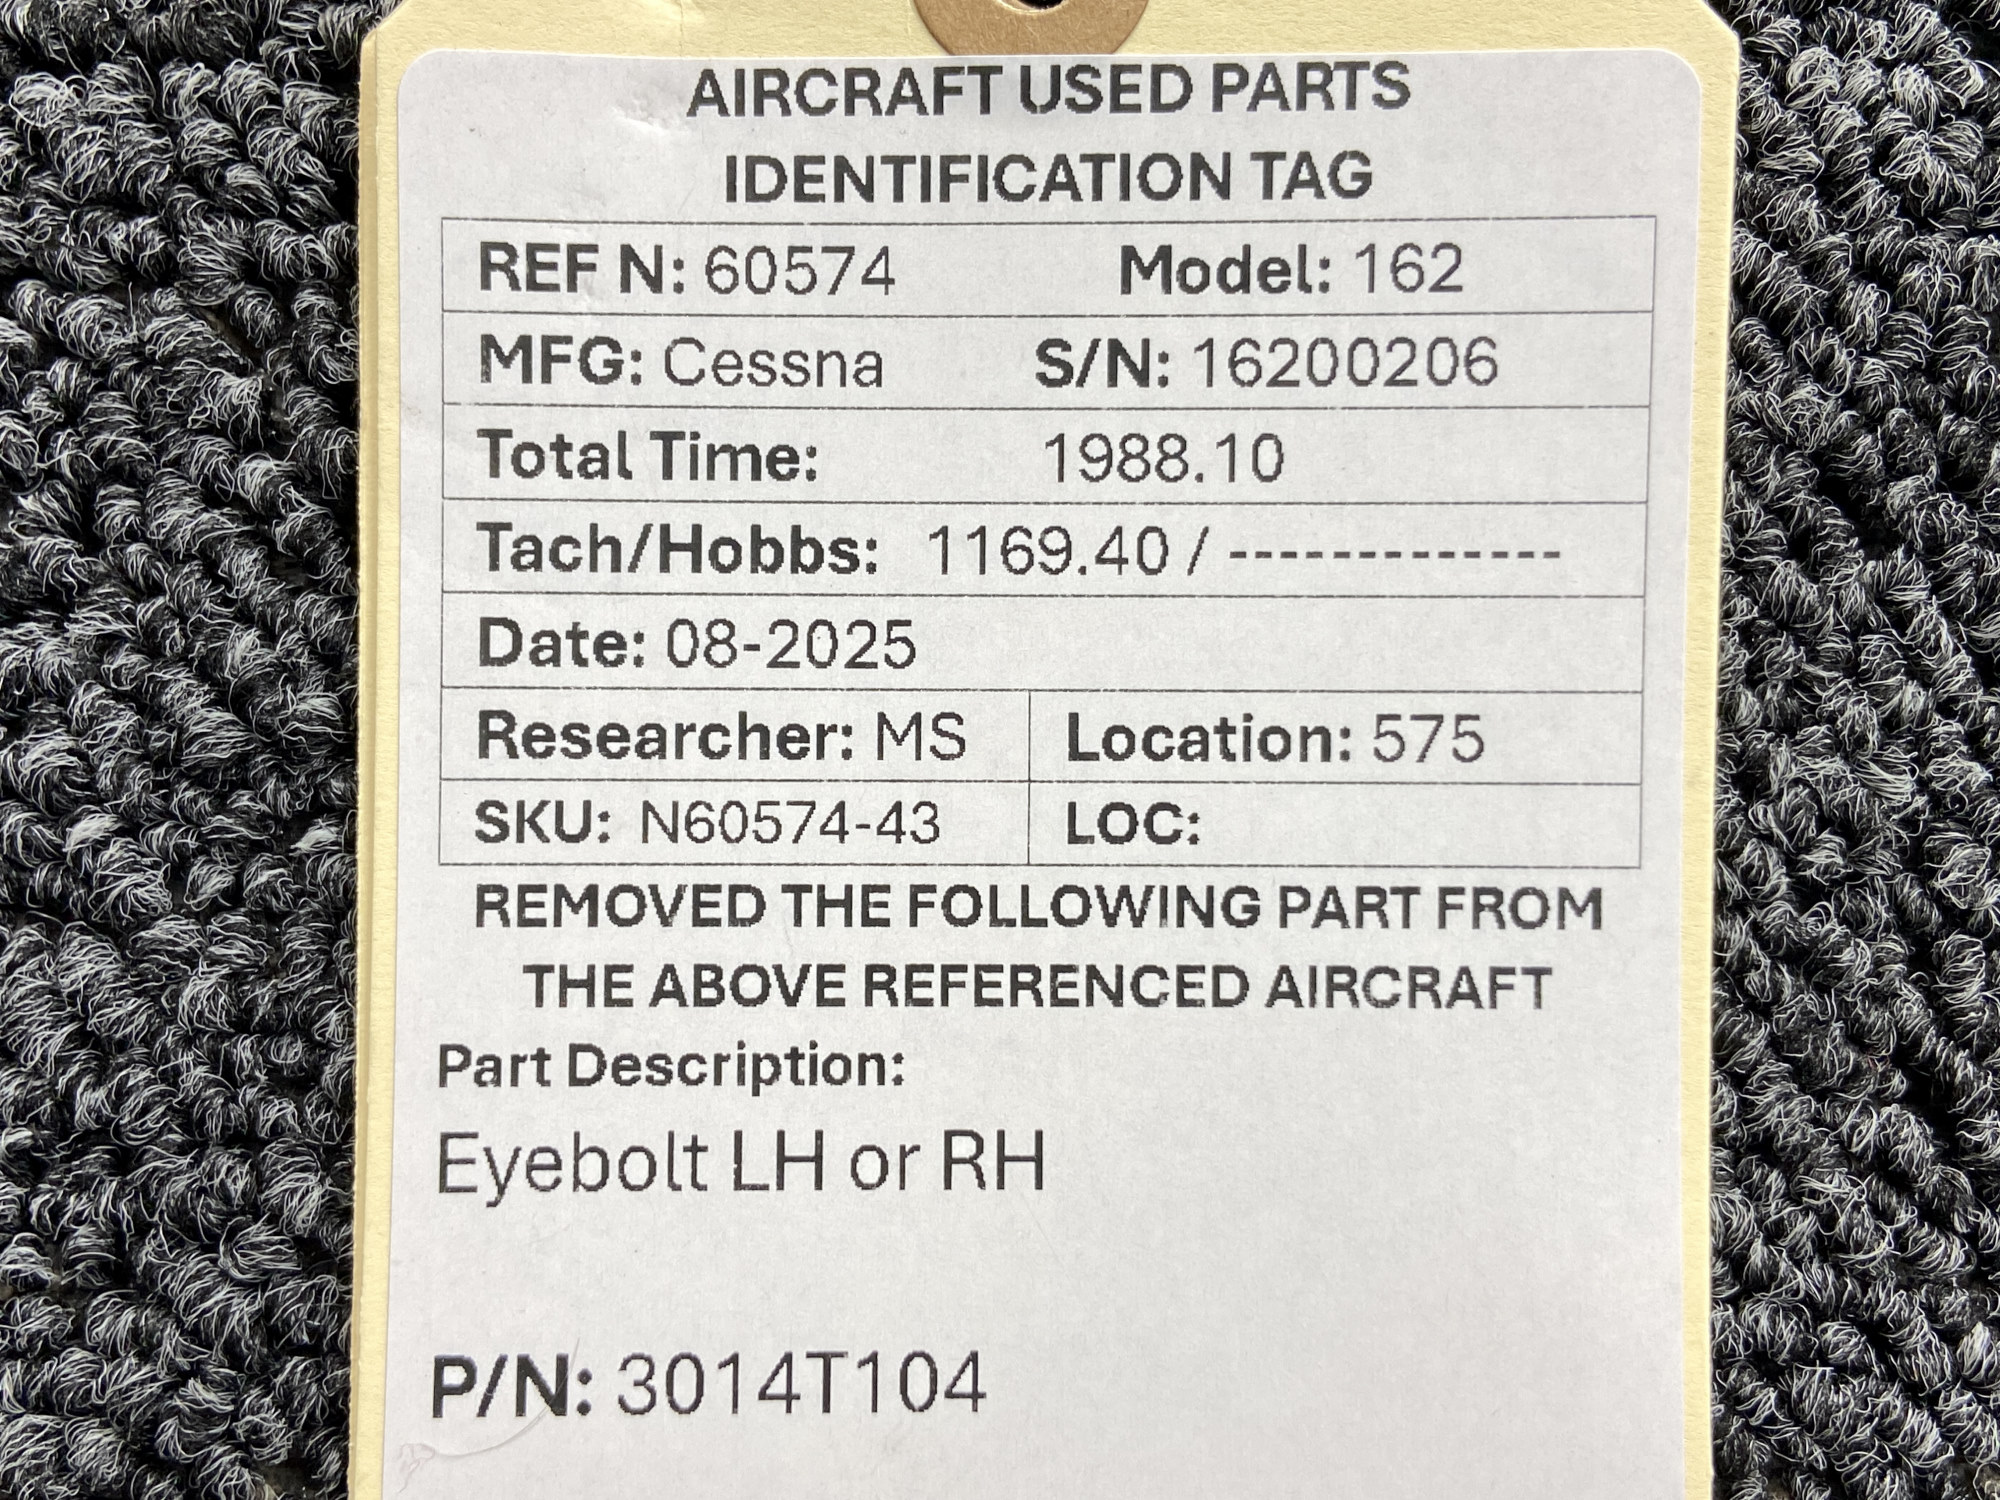 AIRCRAFT USED PARTS
IDENTIFICATION TAG
REF N: 60574 Model: 162
MFG: Cessna S/N: 16200206
Total Time: 1988.10
Tach/Hobbs: 1169.40 / -------------
Date: 08-2025
Researcher: MS Location: 575
SKU: N60574-43 LOC:
REMOVED THE FOLLOWING PART FROM
THE ABOVE REFERENCED AIRCRAFT
Part Description:
Eyebolt LH or RH
P/N: 3014T104